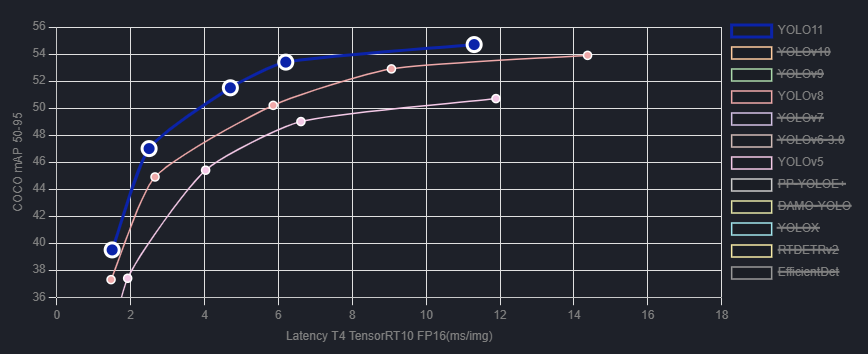 COCO mAP 50-95
56
54
52
50
48
46
44
42
40
38
36
0 2 4 6 8 10 12 14 16 18
Latency T4 TensorRT10 FP16(ms/img)
YOLO11
YOLOv10
YOLOv9
YOLOv8
YOLOv7
YOLOv6-3.0
YOLOv5
PP-YOLOE+
DAMO-YOLO
YOLOX
RTDETRv2
EfficientDet